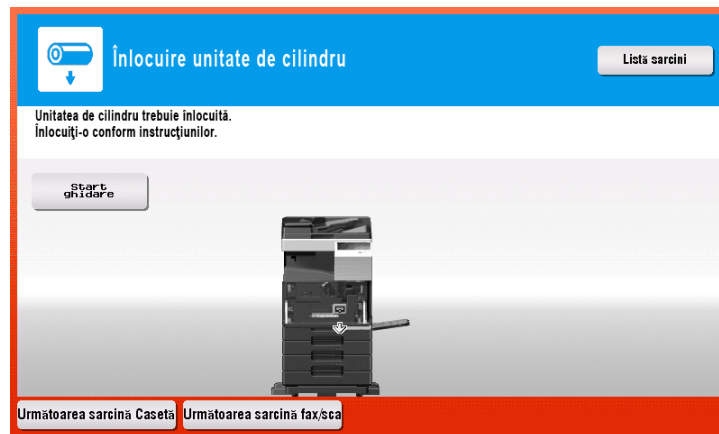 Înlocuire unitate de cilindru
Listă sarcini
Unitatea de cilindru trebuie înlocuită.
Înlocuiţi-o conform instrucţiunilor.
Start
ghidare
Următoarea sarcină Casetă
Următoarea sarcină fax/sca